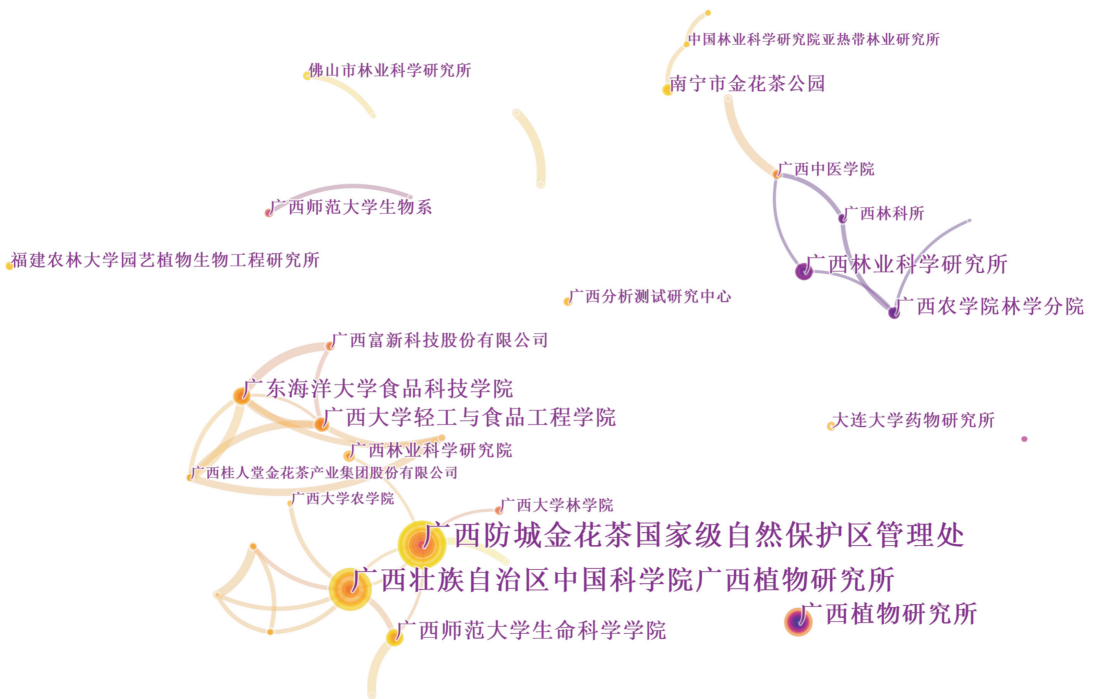 中国林业科学研究院亚热带林业研究所
佛山市林业科学研究所
南宁市金花茶公园
广西中医学院
广西师范大学生物系
广西林科所
福建农林大学园艺植物生物工程研究所
广西林业科学研究所
广西分析测试研究中心
广西农学院林学分院
广西富新科技股份有限公司
广东海洋大学食品科技学院
广西大学轻工与食品工程学院
大连大学药物研究所
广西林业科学研究院
广西桂人堂金花茶产业集团股份有限公司
广西大学农学院
广西大学林学院
广西防城金花茶国家级自然保护区管理处
广西壮族自治区中国科学院广西植物研究所
广西植物研究所
广西师范大学生命科学学院